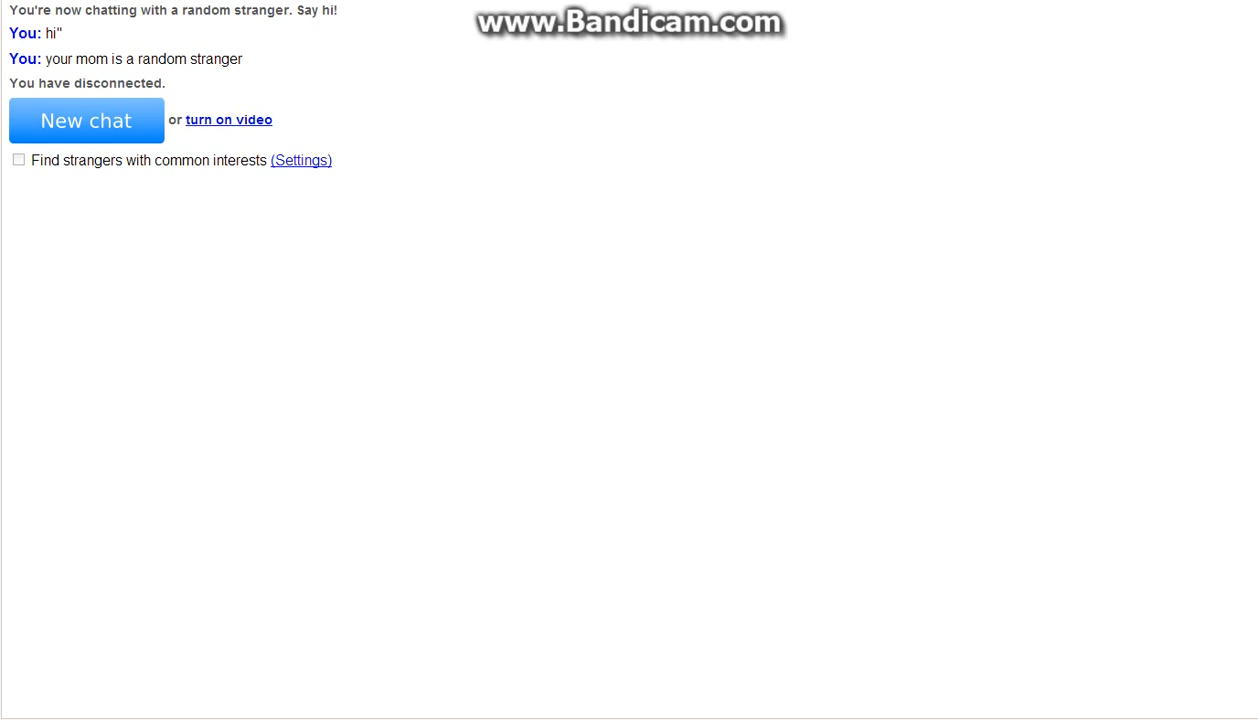 You're now chatting with a random stranger. Say hi!
www.Bandicam.com
You: hi"
You: your mom is a random stranger
You have disconnected.
New chat or turn on video
Find strangers with common interests (Settings)